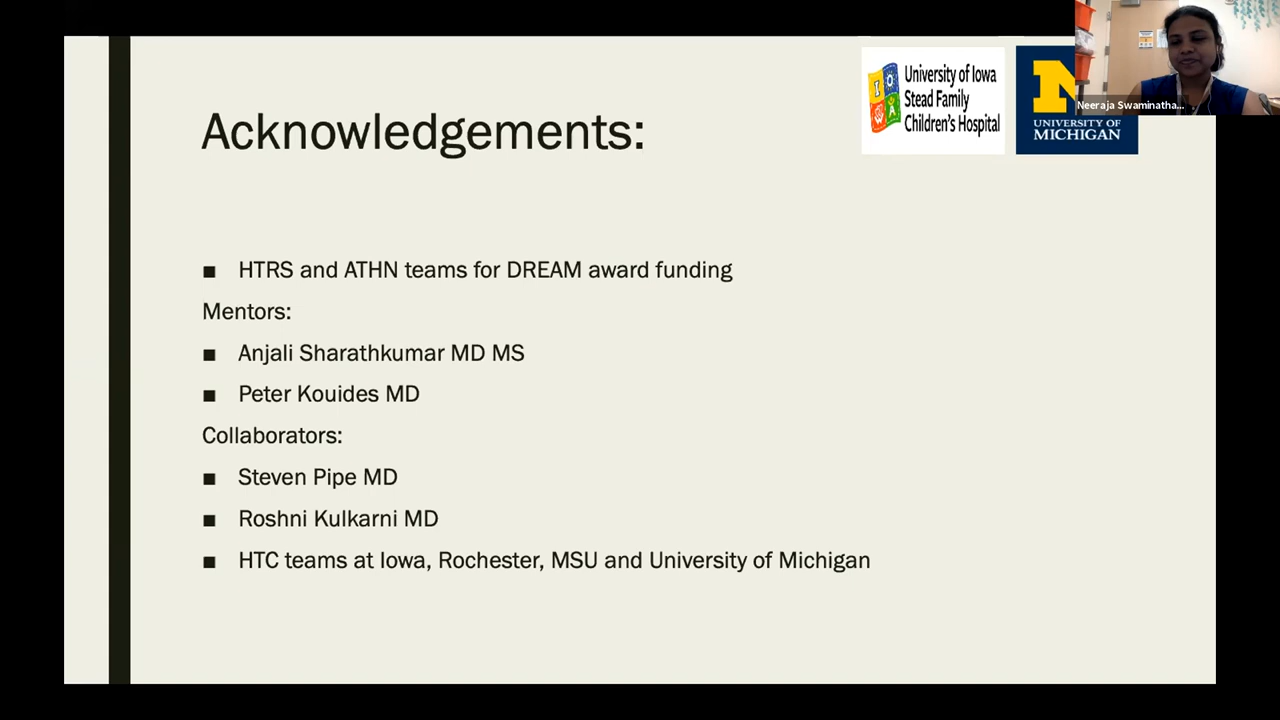 Acknowledgements:
University of Iowa
Stead Family
Children's Hospital
UNIVERSITY OF
MICHIGAN
Neeraja Swaminatha...
■ HTRS and ATHN teams for DREAM award funding
Mentors:
■ Anjali Sharathkumar MD MS
■ Peter Kouides MD
Collaborators:
■ Steven Pipe MD
■ Roshni Kulkarni MD
■ HTC teams at Iowa, Rochester, MSU and University of Michigan